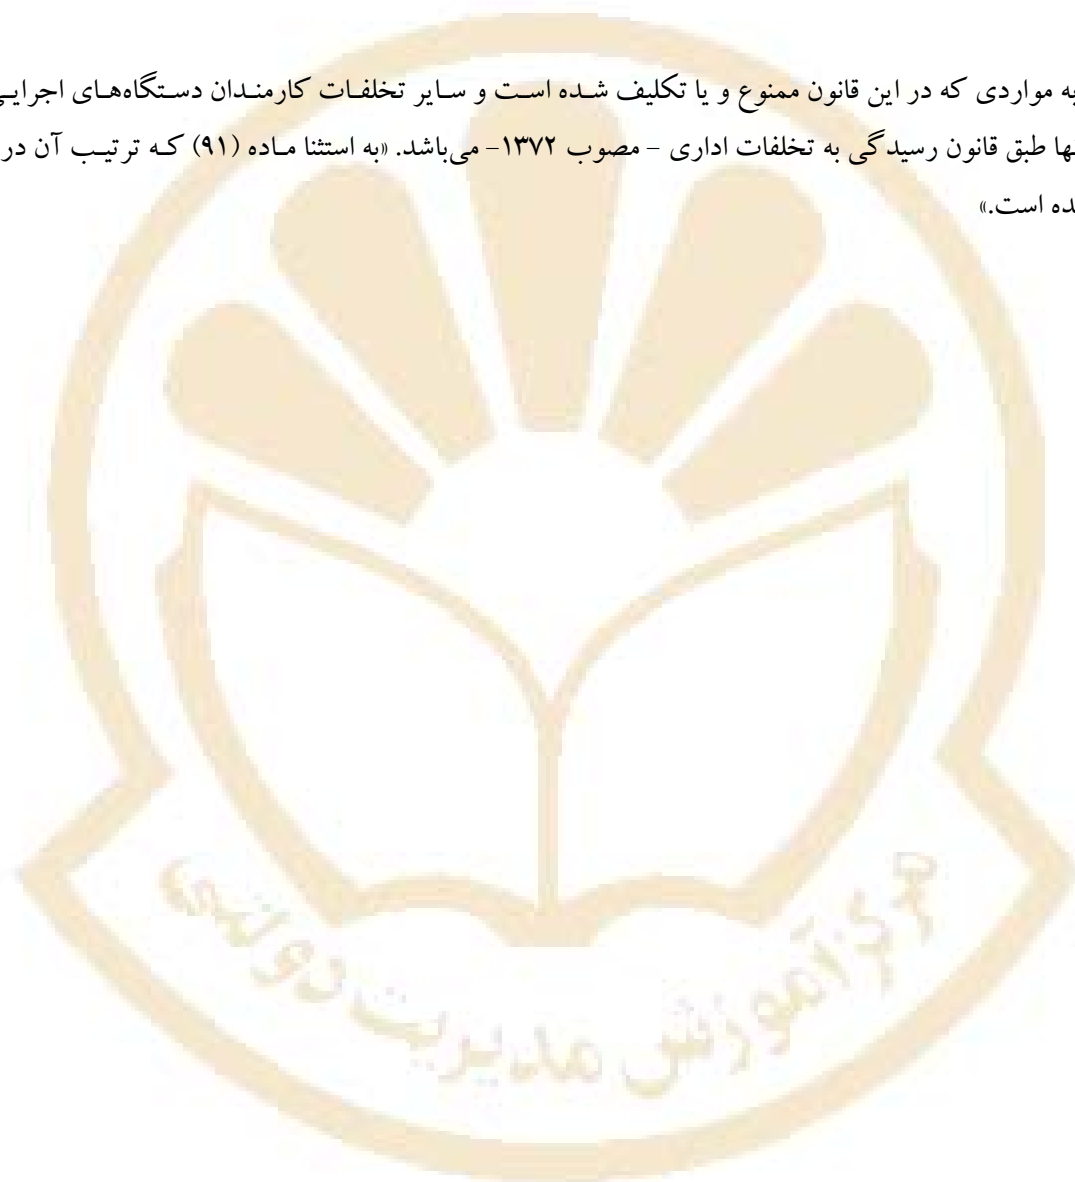 به مواردی که در این قانون ممنوع و یا تکلیف شده است و سایر تخلفات کارمندان دستگاه‌های اجرایی
طبق قانون رسیدگی به تخلفات اداری – مصوب ۱۳۷۲- می‌باشد. «به استثنا ماده (۹۱) که ترتیب آن در
است.»
مرکز آموزش مدیریت دولتی